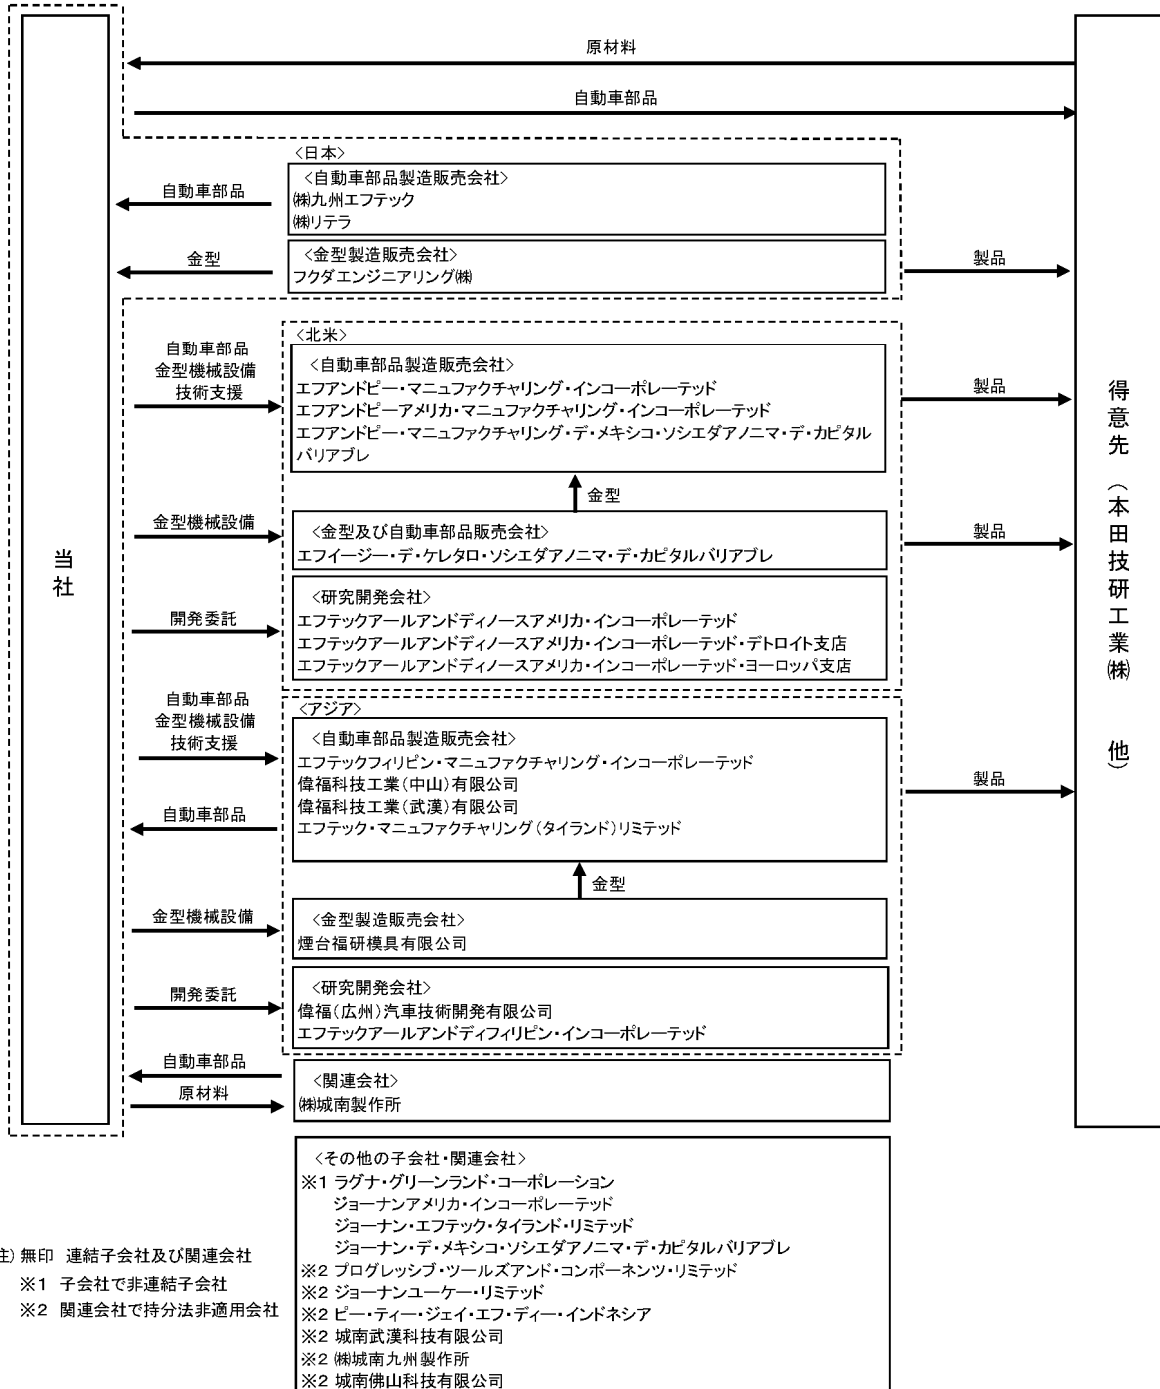 原材料
自動車部品
<日本>
<自動車部品製造販売会社>
㈱九州エフテック
㈱リテラ
自動車部品
<金型製造販売会社>
フクダエンジニアリング㈱
金型
製品
<北米>
<自動車部品製造販売会社>
エフアンドピー・マニュファクチャリング・インコーポレーテッド
エフアンドピーアメリカ・マニュファクチャリング・インコーポレーテッド
エフアンドピー・マニュファクチャリング・デ・メキシコ・ソシエダアノニマ・デ・カピタル
バリアブレ
自動車部品
金型機械設備
技術支援
製品
金型
金型機械設備
<金型及び自動車部品販売会社>
エフイージー・デ・ケレタロ・ソシエダアノニマ・デ・カピタルバリアブレ
製品
開発委託
<研究開発会社>
エフテックアールアンドディノースアメリカ・インコーポレーテッド
エフテックアールアンドディノースアメリカ・インコーポレーテッド・デトロイト支店
エフテックアールアンドディノースアメリカ・インコーポレーテッド・ヨーロッパ支店
当社
得意先（本田技研工業㈱　他）
<アジア>
自動車部品
金型機械設備
技術支援
<自動車部品製造販売会社>
エフテックフィリピン・マニュファクチャリング・インコーポレーテッド
偉福科技工業(中山)有限公司
偉福科技工業(武漢)有限公司
エフテック・マニュファクチャリング(タイランド)リミテッド
自動車部品
製品
金型
金型機械設備
<金型製造販売会社>
煙台福研模具有限公司
開発委託
<研究開発会社>
偉福(広州)汽車技術開発有限公司
エフテックアールアンドディフィリピン・インコーポレーテッド
自動車部品
原材料
<関連会社>
㈱城南製作所
<その他の子会社・関連会社>
※1 ラグナ・グリーンランド・コーポレーション
ジョーナンアメリカ・インコーポレーテッド
ジョーナン・エフテック・タイランド・リミテッド
ジョーナン・デ・メキシコ・ソシエダアノニマ・デ・カピタルバリアブレ
※2 プログレッシブ・ツールズアンド・コンポーネンツ・リミテッド
※2 ジョーナンユーケー・リミテッド
※2 ピー・ティー・ジェイ・エフ・ディー・インドネシア
※2 城南武漢科技有限公司
※2 ㈱城南九州製作所
※2 城南佛山科技有限公司
注) 無印 連結子会社及び関連会社
※1 子会社で非連結子会社
※2 関連会社で持分法非適用会社